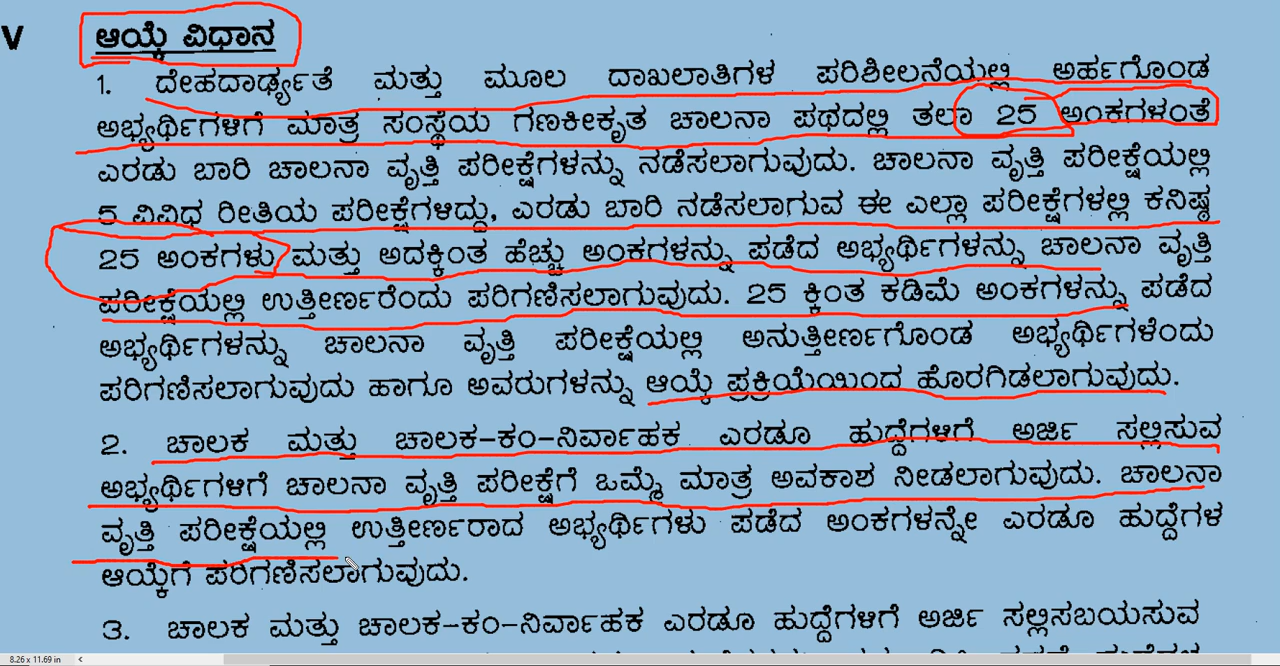 V ಆಯ್ಕೆ ವಿಧಾನ
1. ದೇಹದಾರ್ಢ್ಯತೆ ಮತ್ತು ಮೂಲ ದಾಖಲಾತಿಗಳ ಪರಿಶೀಲನೆಯಲ್ಲಿ ಅರ್ಹಗೊಂಡ
ಅಭ್ಯರ್ಥಿಗಳಿಗೆ ಮಾತ್ರ ಸಂಸ್ಥೆಯ ಗಣಕೀಕೃತ ಚಾಲನಾ ಪಥದಲ್ಲಿ ತಲಾ 25 ಅಂಕಗಳಂತೆ
ಎರಡು ಬಾರಿ ಚಾಲನಾ ವೃತ್ತಿ ಪರೀಕ್ಷೆಗಳನ್ನು ನಡೆಸಲಾಗುವುದು. ಚಾಲನಾ ವೃತ್ತಿ ಪರೀಕ್ಷೆಯಲ್ಲಿ
5 ವಿವಿಧ ರೀತಿಯ ಪರೀಕ್ಷೆಗಳಿದ್ದು, ಎರಡು ಬಾರಿ ನಡೆಸಲಾಗುವ ಈ ಎಲ್ಲಾ ಪರೀಕ್ಷೆಗಳಲ್ಲಿ ಕನಿಷ್ಠ
25 ಅಂಕಗಳು ಮತ್ತು ಅದಕ್ಕಿಂತ ಹೆಚ್ಚು ಅಂಕಗಳನ್ನು ಪಡೆದ ಅಭ್ಯರ್ಥಿಗಳನ್ನು ಚಾಲನಾ ವೃತ್ತಿ
ಪರೀಕ್ಷೆಯಲ್ಲಿ ಉತ್ತೀರ್ಣರೆಂದು ಪರಿಗಣಿಸಲಾಗುವುದು. 25 ಕ್ಕಿಂತ ಕಡಿಮೆ ಅಂಕಗಳನ್ನು ಪಡೆದ
ಅಭ್ಯರ್ಥಿಗಳನ್ನು ಚಾಲನಾ ವೃತ್ತಿ ಪರೀಕ್ಷೆಯಲ್ಲಿ ಅನುತ್ತೀರ್ಣಗೊಂಡ ಅಭ್ಯರ್ಥಿಗಳೆಂದು
ಪರಿಗಣಿಸಲಾಗುವುದು ಹಾಗೂ ಅವರುಗಳನ್ನು ಆಯ್ಕೆ ಪ್ರಕ್ರಿಯೆಯಿಂದ ಹೊರಗಿಡಲಾಗುವುದು.
2. ಚಾಲಕ ಮತ್ತು ಚಾಲಕ-ಕಂ-ನಿರ್ವಾಹಕ ಎರಡೂ ಹುದ್ದೆಗಳಿಗೆ ಅರ್ಜಿ ಸಲ್ಲಿಸುವ
ಅಭ್ಯರ್ಥಿಗಳಿಗೆ ಚಾಲನಾ ವೃತ್ತಿ ಪರೀಕ್ಷೆಗೆ ಒಮ್ಮೆ ಮಾತ್ರ ಅವಕಾಶ ನೀಡಲಾಗುವುದು. ಚಾಲನಾ
ವೃತ್ತಿ ಪರೀಕ್ಷೆಯಲ್ಲಿ ಉತ್ತೀರ್ಣರಾದ ಅಭ್ಯರ್ಥಿಗಳು ಪಡೆದ ಅಂಕಗಳನ್ನೇ ಎರಡೂ ಹುದ್ದೆಗಳ
ಆಯ್ಕೆಗೆ ಪರಿಗಣಿಸಲಾಗುವುದು.
3. ಚಾಲಕ ಮತ್ತು ಚಾಲಕ-ಕಂ-ನಿರ್ವಾಹಕ ಎರಡೂ ಹುದ್ದೆಗಳಿಗೆ ಅರ್ಜಿ ಸಲ್ಲಿಸಬಯಸುವ
8.26 x 11.69 in